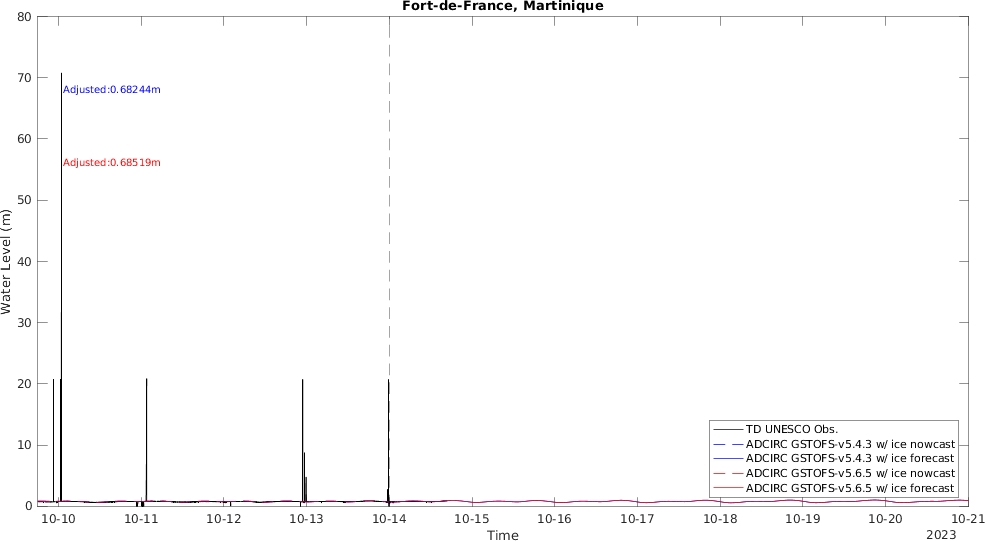 Fort-de-France, Martinique
80
70
60
50
40
30
20
10
0
Water Level (m)
Adjusted:0.68244m
Adjusted:0.68519m
TD UNESCO Obs.
ADCIRC GSTOFS-v5.4.3 w/ ice nowcast
ADCIRC GSTOFS-v5.4.3 w/ ice forecast
ADCIRC GSTOFS-v5.6.5 w/ ice nowcast
ADCIRC GSTOFS-v5.6.5 w/ ice forecast
10-10 10-11 10-12 10-13 10-14 10-15 10-16 10-17 10-18 10-19 10-20 10-21
Time
2023